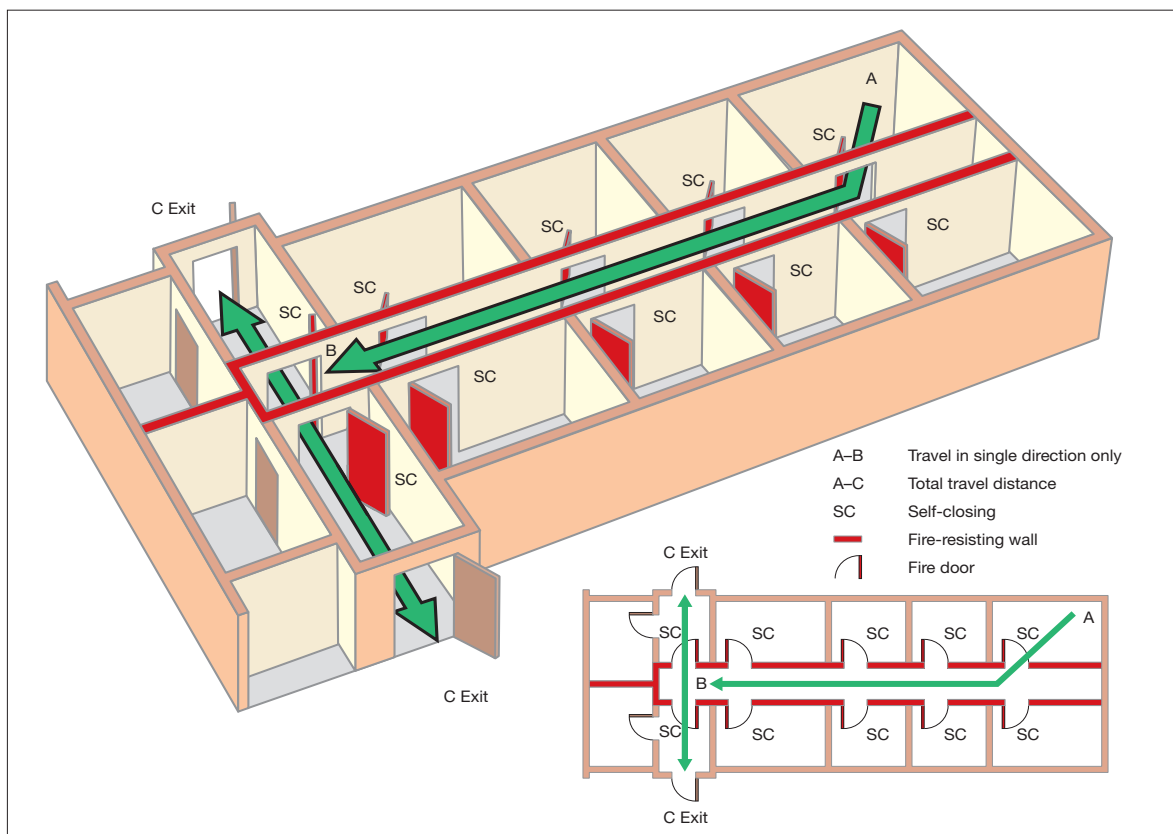 A
SC
C Exit
SC
SC
SC
SC
SC
SC
SC
B
SC
SC
SC
C Exit
A–B Travel in single direction only
A–C Total travel distance
SC Self-closing
Fire-resisting wall
Fire door
C Exit
A
SC SC SC SC SC
B
SC SC SC SC SC
C Exit